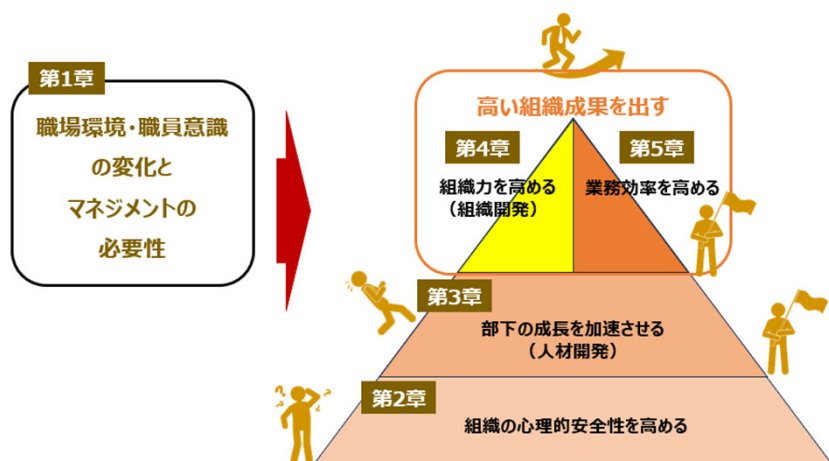 第1章
職場環境・職員意識
の変化と
マネジメントの
必要性
高い組織成果を出す
第4章
組織力を高める
（組織開発）
第5章
業務効率を高める
第3章
部下の成長を加速させる
（人材開発）
第2章
組織の心理的安全性を高める
? ? ?